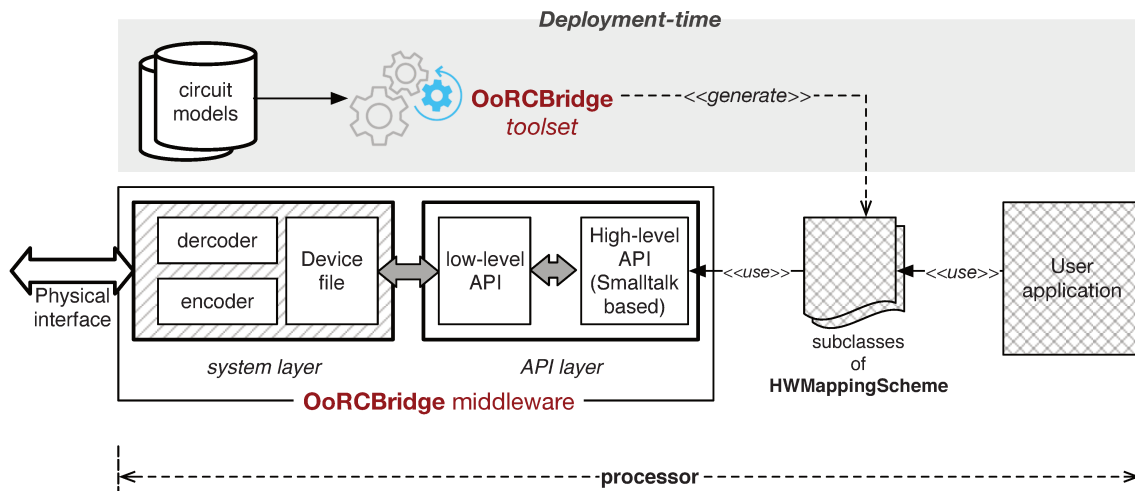 Deployment-time
circuit
models
OoRCBridge
toolset
<<generate>>
dercoder
encoder
Device
file
low-level
API
High-level
API
(Smalltalk
based)
<<use>>
<<use>>
User
application
Physical
interface
system layer
API layer
subclasses
of
HWMappingScheme
OoRCBridge middleware
processor